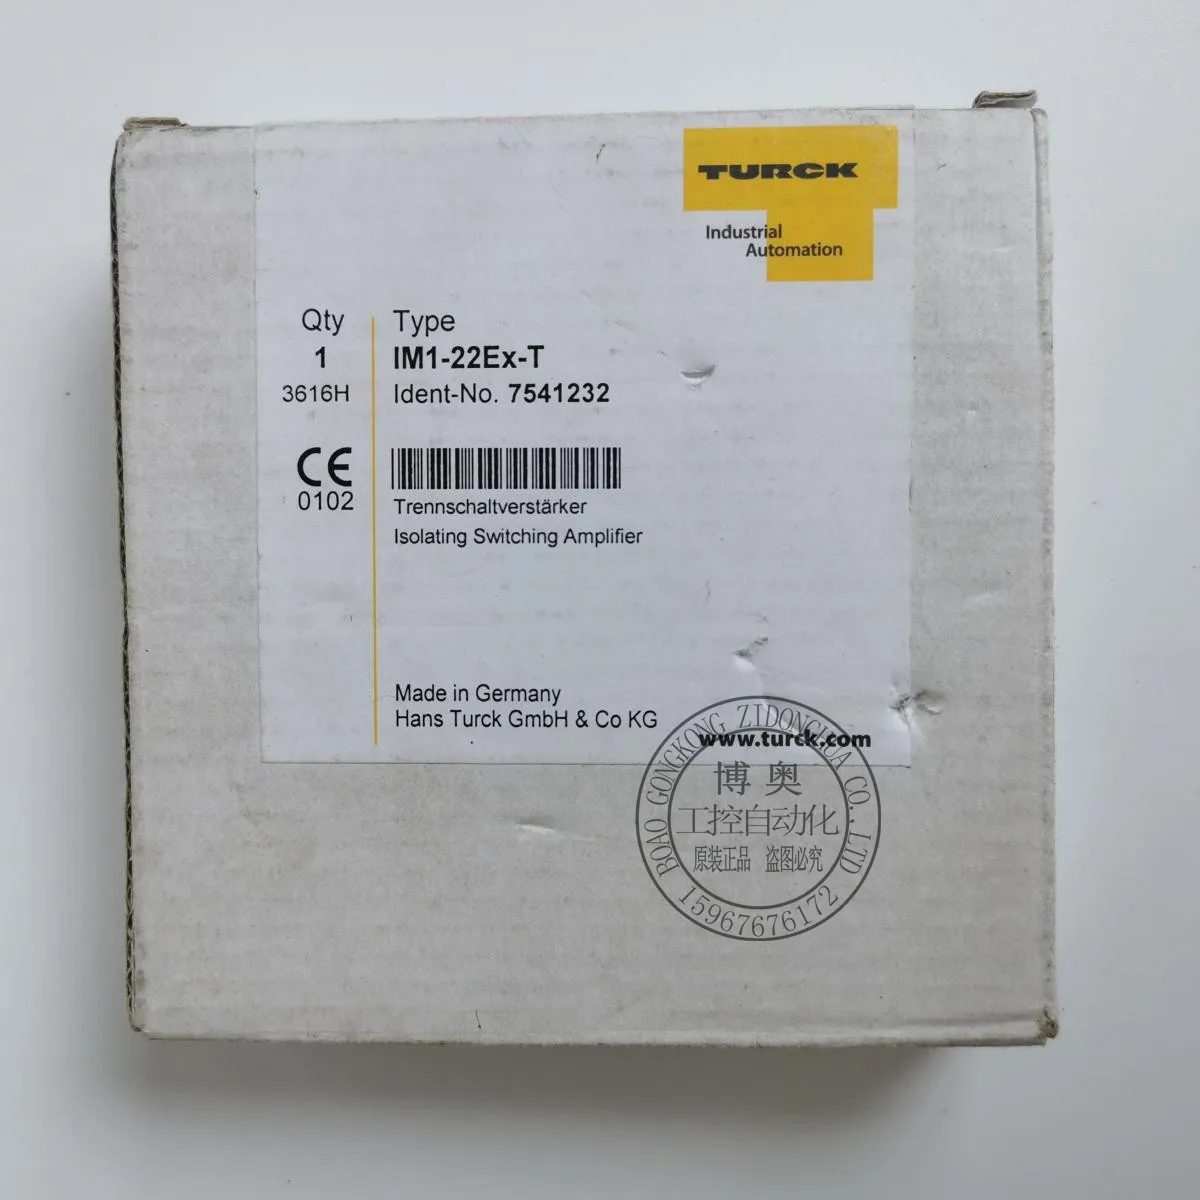 TURCK
Industrial
Automation
Qty
Type
1
IM1-22Ex-T
3616H
Ident-No. 7541232
CE
0102
Trennschaltverstärker
Isolating Switching Amplifier
Made in Germany
Hans Turck GmbH & Co KG
www.turck.com
BOAO GONGKONG ZIDONGHUA CO.,LTD
博奥
工控自动化
原装正品 盗图必究
15967676172